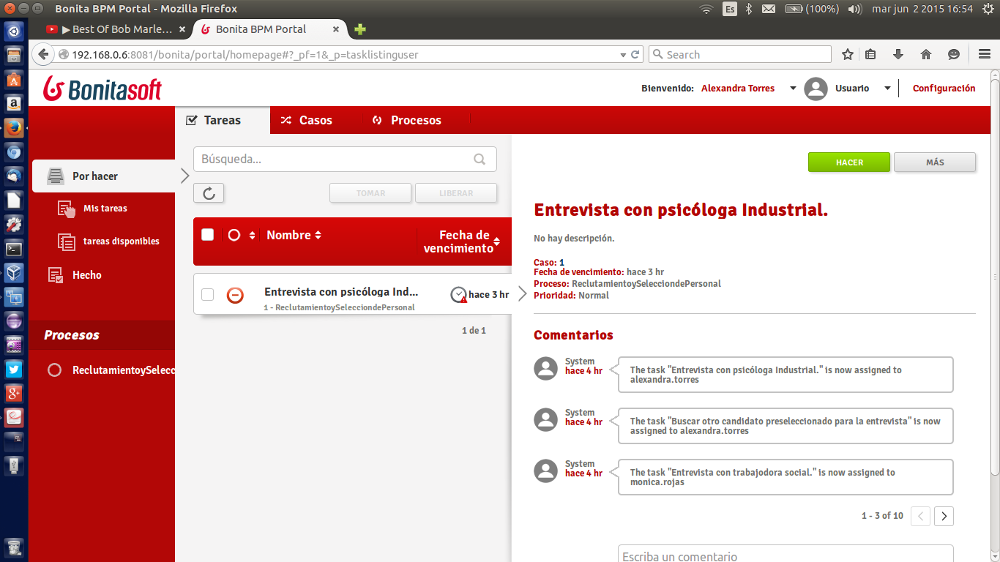 Bonita BPM Portal - Mozilla Firefox
Es
(100%)
mar jun 2 2015 16:54
▶ Best Of Bob Marle...
Bonita BPM Portal
192.168.0.6:8081/bonita/portal/homepage#?_pf=1&_p=tasklistinguser
Search
Bonitasoft
Bienvenido: Alexandra Torres
Usuario
Configuración
Tareas
Casos
Procesos
Por hacer
Mis tareas
tareas disponibles
Hecho
Procesos
ReclutamientoySelecc
Búsqueda...
TOMAR
LIBERAR
Nombre
Fecha de
vencimiento
Entrevista con psicóloga Ind...
hace 3 hr
1 - ReclutamientoySelecciondePersonal
1 de 1
HACER
MÁS
Entrevista con psicóloga Industrial.
No hay descripción.
Caso: 1
Fecha de vencimiento: hace 3 hr
Proceso: ReclutamientoySelecciondePersonal
Prioridad: Normal
Comentarios
System
hace 4 hr
The task "Entrevista con psicóloga Industrial." is now assigned to
alexandra.torres
System
hace 4 hr
The task "Buscar otro candidato preseleccionado para la entrevista" is now
assigned to alexandra.torres
System
hace 4 hr
The task "Entrevista con trabajadora social." is now assigned to
monica.rojas
1 - 3 of 10
Escriba un comentario